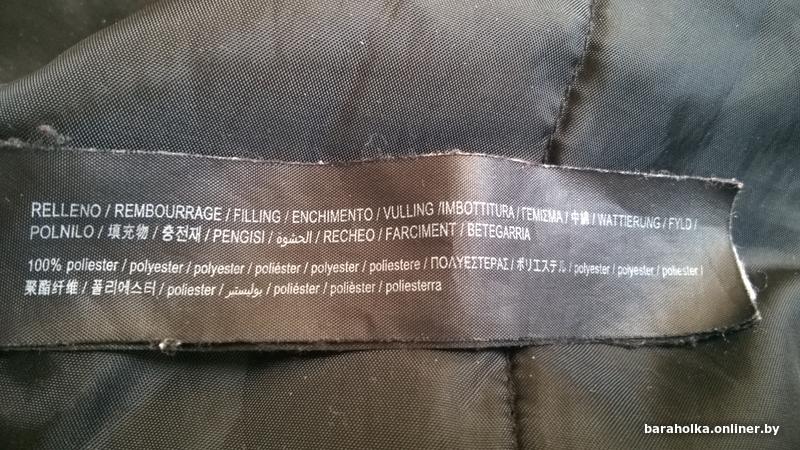 RELLENO / REMBOURRAGE / FILLING / ENCHIMENTO / VULLING /IMBOTTITURA / ΓΕΜΙΣΜΑ / 中綿 / WATTIERUNG / FYLD /
POLNILO / 填充物 / 충전재 / PENGISI / الحشوة / RECHEO / FARCIMENT / BETEGARRIA
100% poliester / polyester / polyester / poliéster / polyester / poliestere / ΠΟΛΥΕΣΤΕΡΑΣ / ポリエステル / polyester / polyester / poliester /
聚酯纤维 / 폴리에스터 / poliester / بوليستير / poliéster / polièster / poliesterra
baraholka.onliner.by